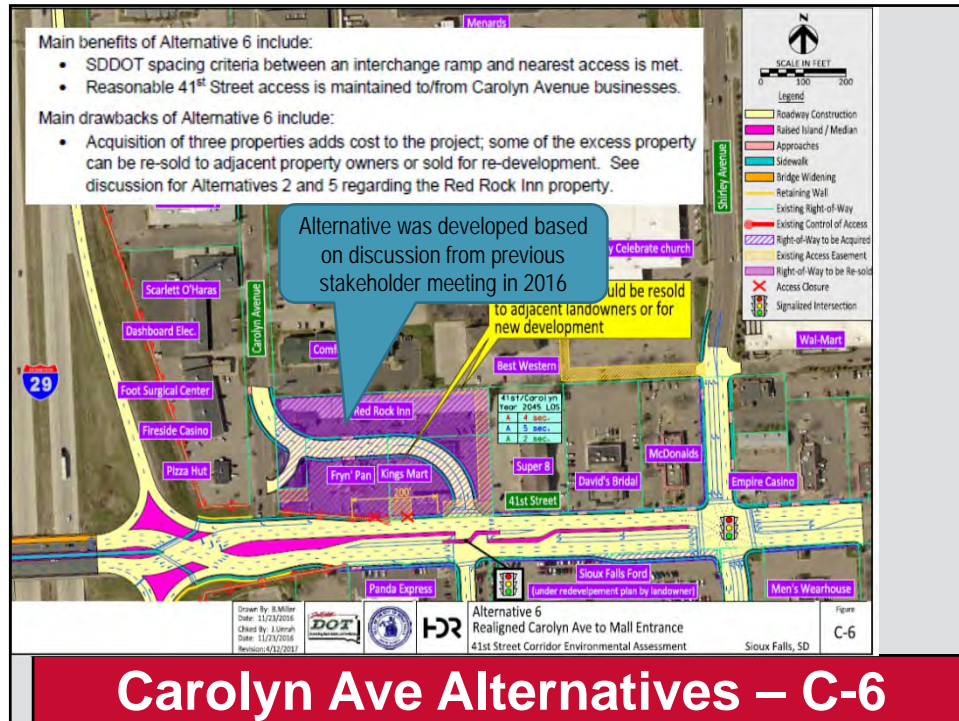 Menards
Main benefits of Alternative 6 include:
• SDDOT spacing criteria between an interchange ramp and nearest access is met.
• Reasonable 41st Street access is maintained to/from Carolyn Avenue businesses.
Main drawbacks of Alternative 6 include:
• Acquisition of three properties adds cost to the project; some of the excess property
can be re-sold to adjacent property owners or sold for re-development. See
discussion for Alternatives 2 and 5 regarding the Red Rock Inn property.
N
SCALE IN FEET
0 100 200
Legend
Roadway Construction
Raised Island / Median
Approaches
Sidewalk
Bridge Widening
Retaining Wall
Existing Right-of-Way
Existing Control of Access
Right-of-Way to be Acquired
Existing Access Easement
Right-of-Way to be Re-sold
Access Closure
Signalized Intersection
Shirley Avenue
Alternative was developed based
on discussion from previous
stakeholder meeting in 2016
y Celebrate church
uld be resold
to adjacent landowners or for
new development
Scarlett O'Haras
Carolyn Avenue
Dashboard Elec.
Comf
Best Western
Wal-Mart
INTERSTATE
29
Foot Surgical Center
Fireside Casino
Pizza Hut
Red Rock Inn
41st/Carolyn
Year 2045 LOS
A 4 sec.
A 5 sec.
A 2 sec.
Fryn' Pan
Kings Mart
200'
Super 8
McDonalds
David's Bridal
Empire Casino
41st Street
Panda Express
Sioux Falls Ford
(under redevelpement plan by landowner)
Men's Wearhouse
Drawn By: B.Miller
Date: 11/23/2016
Chked By: J.Unruh
Date: 11/23/2016
Revision:4/12/2017
DOT
HDR
Alternative 6
Realigned Carolyn Ave to Mall Entrance
41st Street Corridor Environmental Assessment
Sioux Falls, SD
Figure
C-6
Carolyn Ave Alternatives – C-6